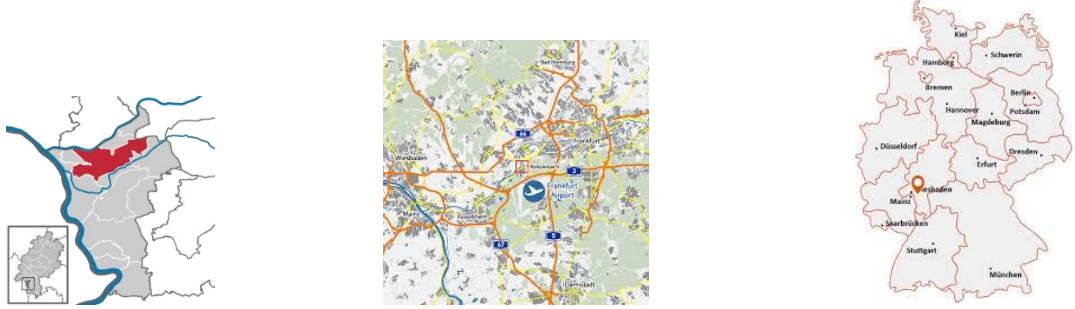 Bad Homburg
66
Wiesbaden
Frankfurt
Kelsterbach
3
Frankfurt
Airport
Mainz
Rüsselsheim
67
5
Darmstadt
Kiel
Schwerin
Hamburg
Bremen
Berlin
Hannover
Potsdam
Magdeburg
Düsseldorf
Dresden
Erfurt
iesbaden
Mainz
Saarbrücken
Stuttgart
München